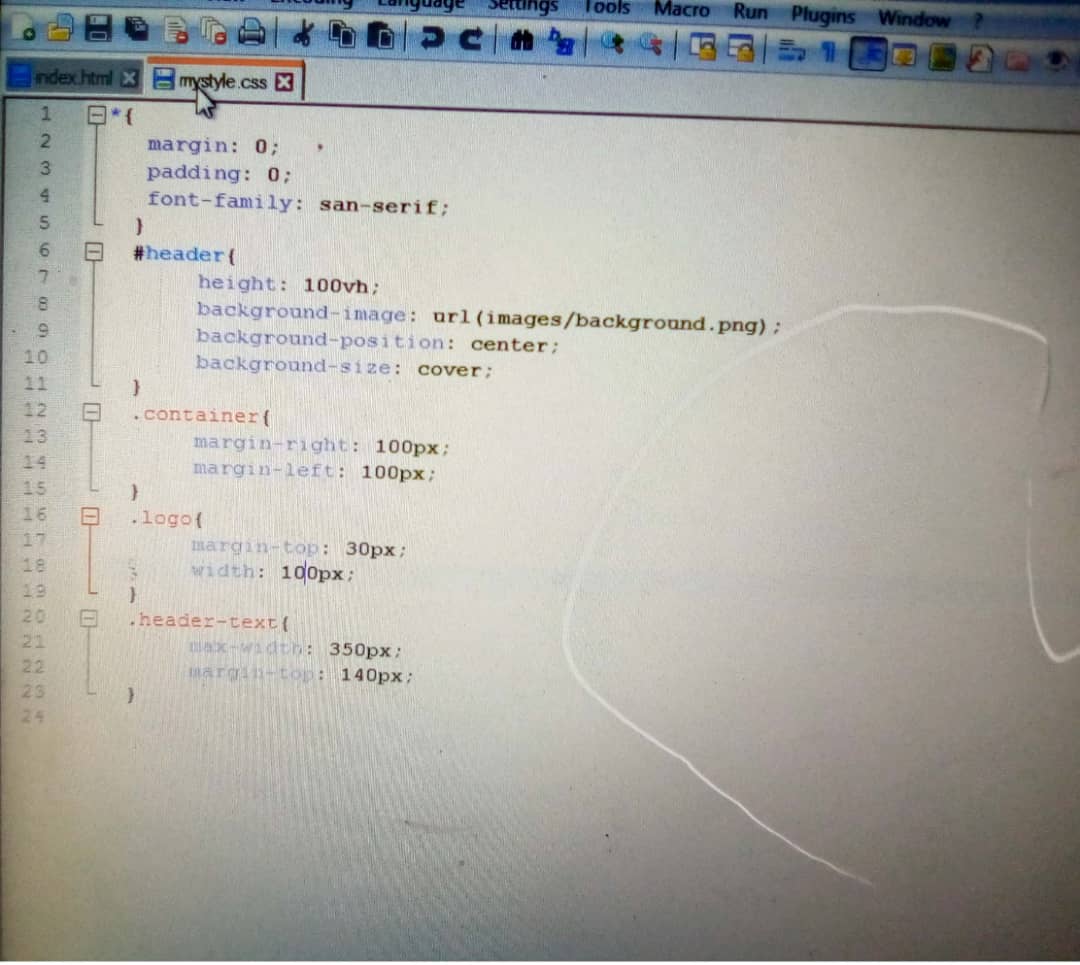 Encoding Language Settings Tools Macro Run Plugins Window ?
index.html mystyle.css
1 *{
2 margin: 0;
3 padding: 0;
4 font-family: san-serif;
5 }
6 #header{
7 height: 100vh;
8 background-image: url(images/background.png);
9 background-position: center;
10 background-size: cover;
11 }
12 .container{
13 margin-right: 100px;
14 margin-left: 100px;
15 }
16 .logo{
17 margin-top: 30px;
18 width: 100px;
19 }
20 .header-text{
21 max-width: 350px;
22 margin-top: 140px;
23 }
24